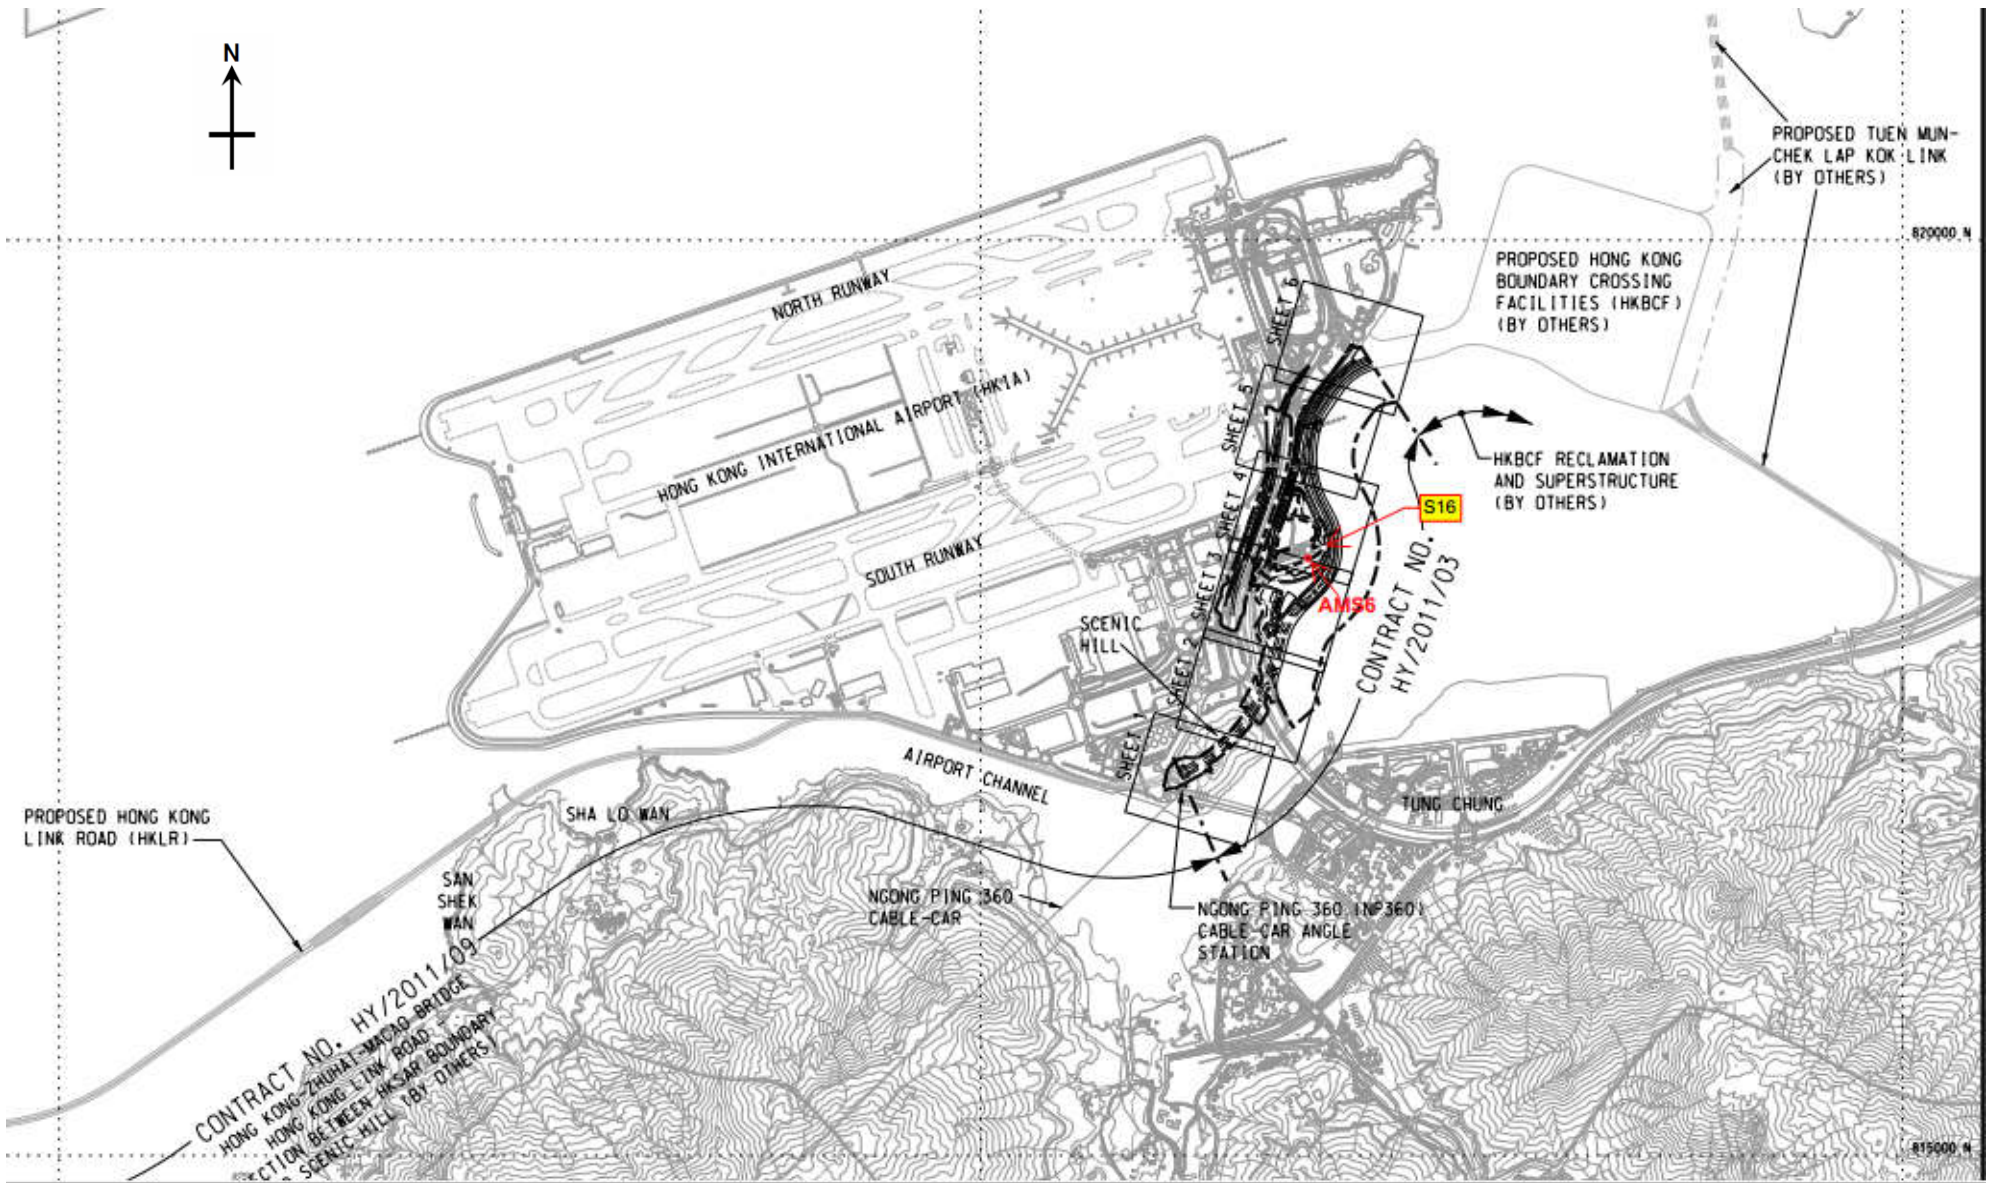 N
PROPOSED TUEN MUN-
CHEK LAP KOK LINK
(BY OTHERS)
820000 N
PROPOSED HONG KONG
BOUNDARY CROSSING
FACILITIES (HKBCF)
(BY OTHERS)
NORTH RUNWAY
SHEET 6
HONG KONG INTERNATIONAL AIRPORT (HKIA)
SHEET 5
HKBCF RECLAMATION
AND SUPERSTRUCTURE
(BY OTHERS)
SHEET 4
S16
SOUTH RUNWAY
SHEET 3
AMS6
CONTRACT NO.
HY/2011/03
SCENIC
HILL
SHEET 2
SHEET 1
AIRPORT CHANNEL
TUNG CHUNG
SHA LO WAN
PROPOSED HONG KONG
LINK ROAD (HKLR)
SAN
SHEK
WAN
NGONG PING 360
CABLE-CAR
NGONG PING 360 (NP360)
CABLE-CAR ANGLE
STATION
CONTRACT NO. HY/2011/09
HONG KONG-ZHUHAI-MACAO BRIDGE
HONG KONG LINK ROAD -
ECTION BETWEEN HKSAR BOUNDARY
SCENIC HILL (BY OTHERS)
815000 N